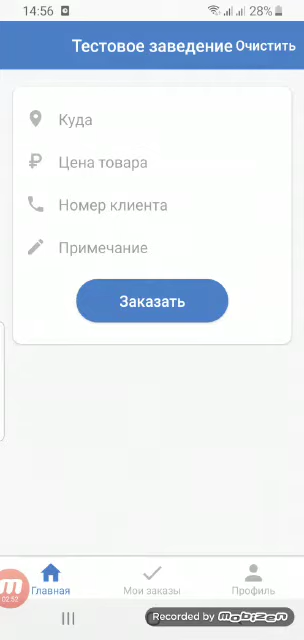 14:56 28%
Тестовое заведение Очистить
Куда
Цена товара
Номер клиента
Примечание
Заказать
02:52
Главная Мои заказы Профиль
Recorded by mobizen